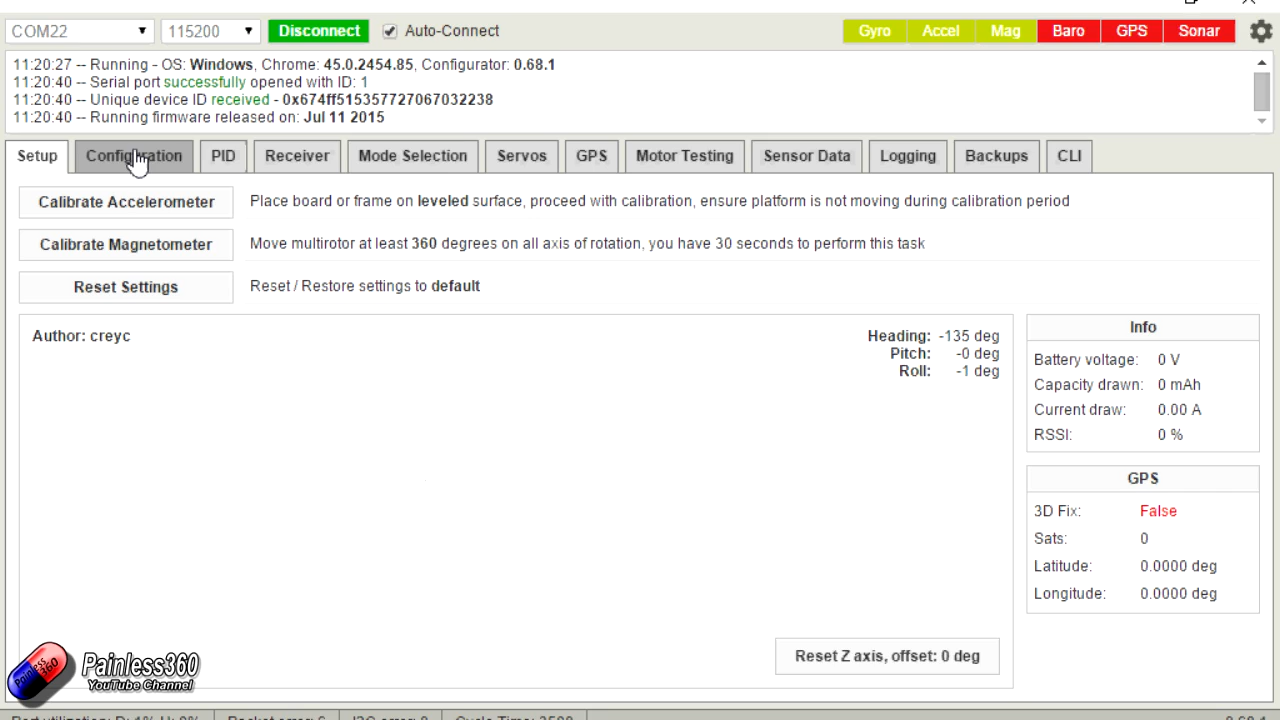 COM22 115200 Disconnect Auto-Connect Gyro Accel Mag Baro GPS Sonar
11:20:27 -- Running - OS: Windows, Chrome: 45.0.2454.85, Configurator: 0.68.1
11:20:40 -- Serial port successfully opened with ID: 1
11:20:40 -- Unique device ID received - 0x674ff515357727067032238
11:20:40 -- Running firmware released on: Jul 11 2015
Setup Configuration PID Receiver Mode Selection Servos GPS Motor Testing Sensor Data Logging Backups CLI
Calibrate Accelerometer Place board or frame on leveled surface, proceed with calibration, ensure platform is not moving during calibration period
Calibrate Magnetometer Move multirotor at least 360 degrees on all axis of rotation, you have 30 seconds to perform this task
Reset Settings Reset / Restore settings to default
Author: creyc
Heading: -135 deg
Pitch: -0 deg
Roll: -1 deg
Info
Battery voltage: 0 V
Capacity drawn: 0 mAh
Current draw: 0.00 A
RSSI: 0 %
GPS
3D Fix: False
Sats: 0
Latitude: 0.0000 deg
Longitude: 0.0000 deg
Reset Z axis, offset: 0 deg
Painless360
Painless360
YouTube Channel